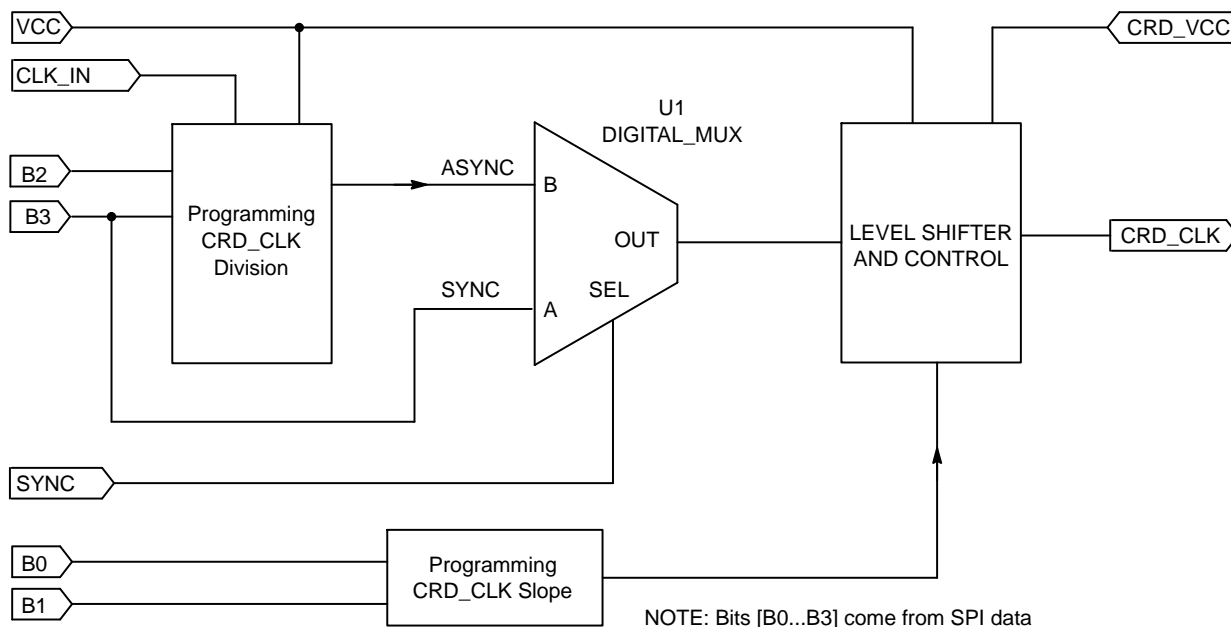 VCC
CRD_VCC
CLK_IN
U1
DIGITAL_MUX
B2
ASYNC
B
B3
Programming
CRD_CLK
Division
OUT
LEVEL SHIFTER
AND CONTROL
CRD_CLK
SYNC
SEL
A
SYNC
B0
Programming
CRD_CLK Slope
B1
NOTE: Bits [B0...B3] come from SPI data